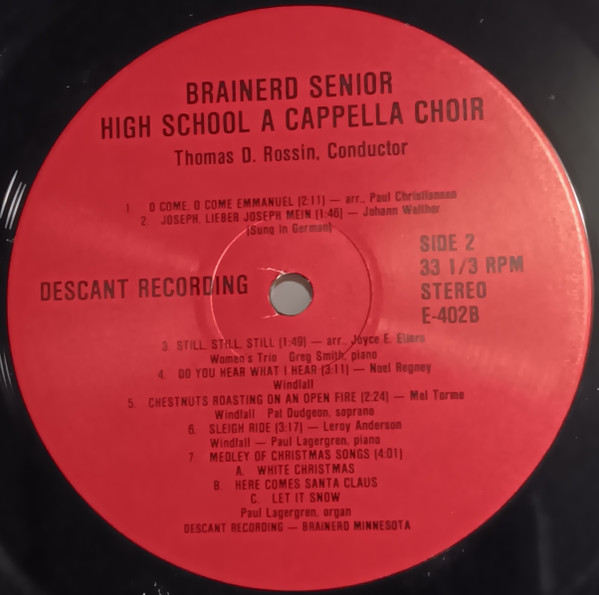 BRAINERD SENIOR
HIGH SCHOOL A CAPPELLA CHOIR
Thomas D. Rossin, Conductor
1. O COME, O COME EMMANUEL (2:11) — arr. Paul Christiansen
2. JOSEPH, LIEBER JOSEPH MEIN (1:46) — Johann Walther
(Sung in German)
SIDE 2
33 1/3 RPM
DESCANT RECORDING
STEREO
E-402B
3. STILL, STILL, STILL (1:49) — arr. Joyce E. Eilers
Women's Trio Greg Smith, piano
4. DO YOU HEAR WHAT I HEAR (3:11) — Noel Regney
Windfall
5. CHESTNUTS ROASTING ON AN OPEN FIRE (2:24) — Mel Torme
Windfall Pat Dudgeon, soprano
6. SLEIGH RIDE (3:17) — Leroy Anderson
Windfall — Paul Lagergren, piano
7. MEDLEY OF CHRISTMAS SONGS (4:01)
A. WHITE CHRISTMAS
B. HERE COMES SANTA CLAUS
C. LET IT SNOW
Paul Lagergren, organ
DESCANT RECORDING — BRAINERD MINNESOTA